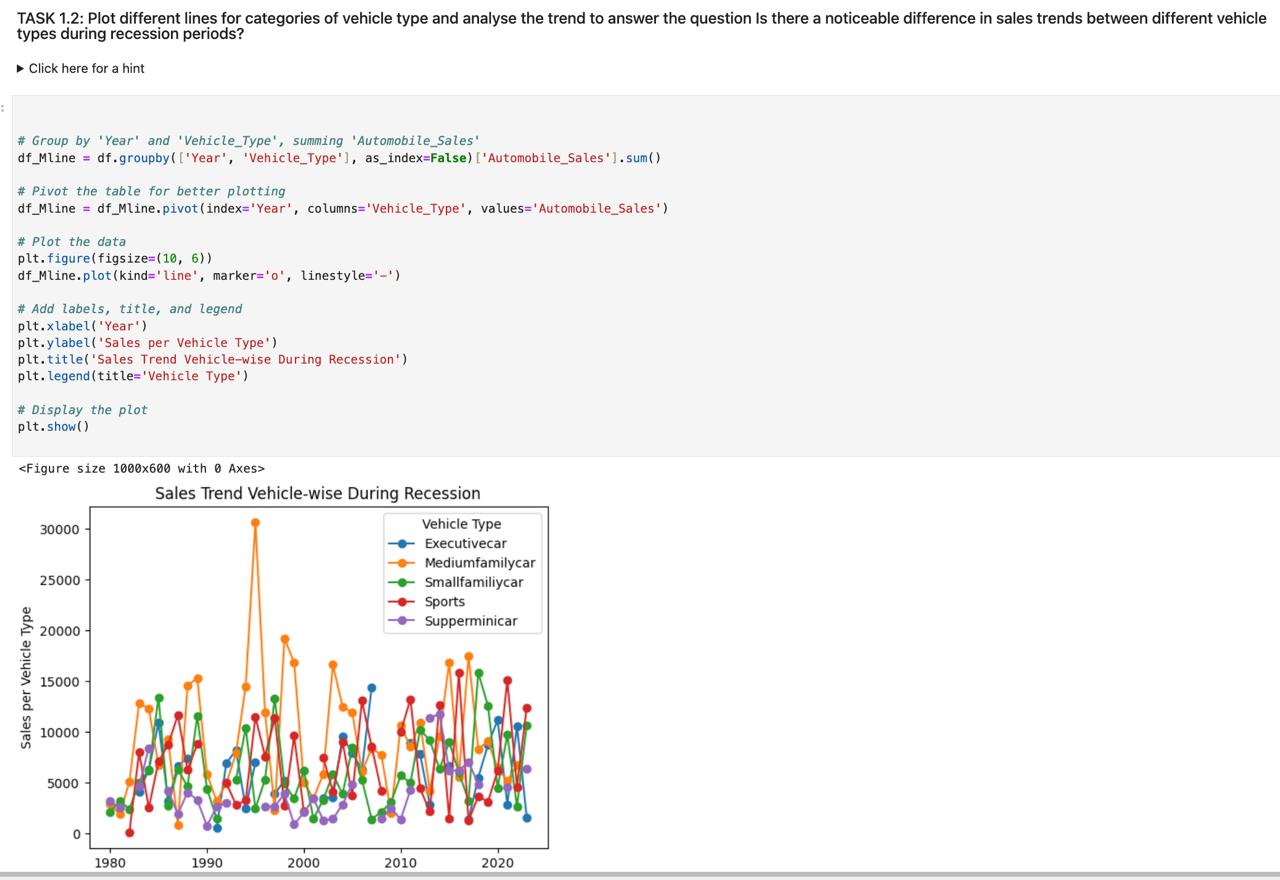 TASK 1.2: Plot different lines for categories of vehicle type and analyse the trend to answer the question Is there a noticeable difference in sales trends between different vehicle
types during recession periods?
▶ Click here for a hint
:
# Group by 'Year' and 'Vehicle_Type', summing 'Automobile_Sales'
df_Mline = df.groupby(['Year', 'Vehicle_Type'], as_index=False)['Automobile_Sales'].sum()
# Pivot the table for better plotting
df_Mline = df_Mline.pivot(index='Year', columns='Vehicle_Type', values='Automobile_Sales')
# Plot the data
plt.figure(figsize=(10, 6))
df_Mline.plot(kind='line', marker='o', linestyle='-')
# Add labels, title, and legend
plt.xlabel('Year')
plt.ylabel('Sales per Vehicle Type')
plt.title('Sales Trend Vehicle-wise During Recession')
plt.legend(title='Vehicle Type')
# Display the plot
plt.show()
<Figure size 1000x600 with 0 Axes>
Sales Trend Vehicle-wise During Recession
Vehicle Type
Executivecar
Mediumfamilycar
Smallfamiliycar
Sports
Supperminicar
Sales per Vehicle Type
30000
25000
20000
15000
10000
5000
0
1980 1990 2000 2010 2020